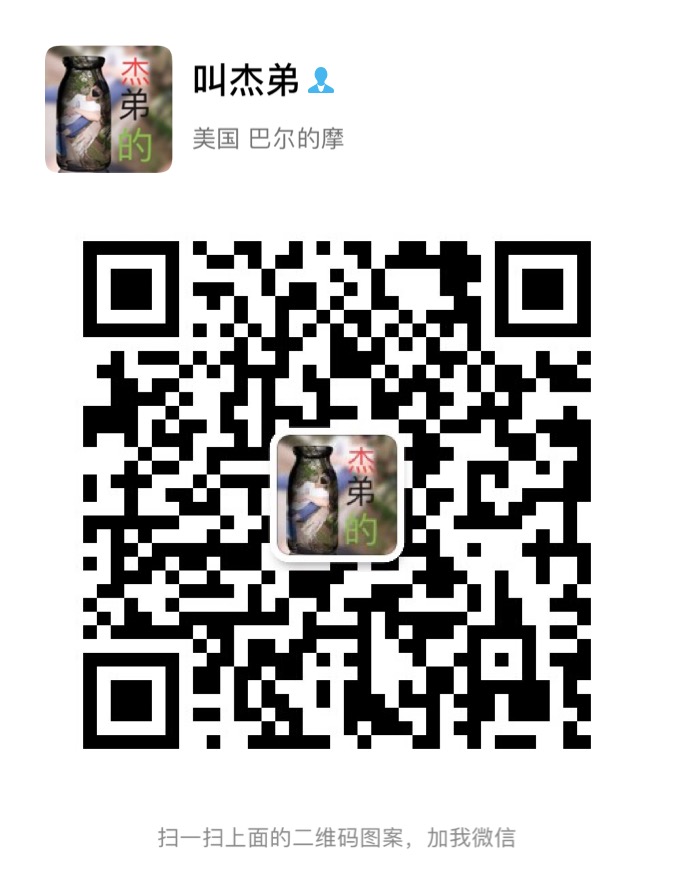 杰
弟
的
叫杰弟
美国 巴尔的摩
杰
弟
的
扫一扫上面的二维码图案，加我微信